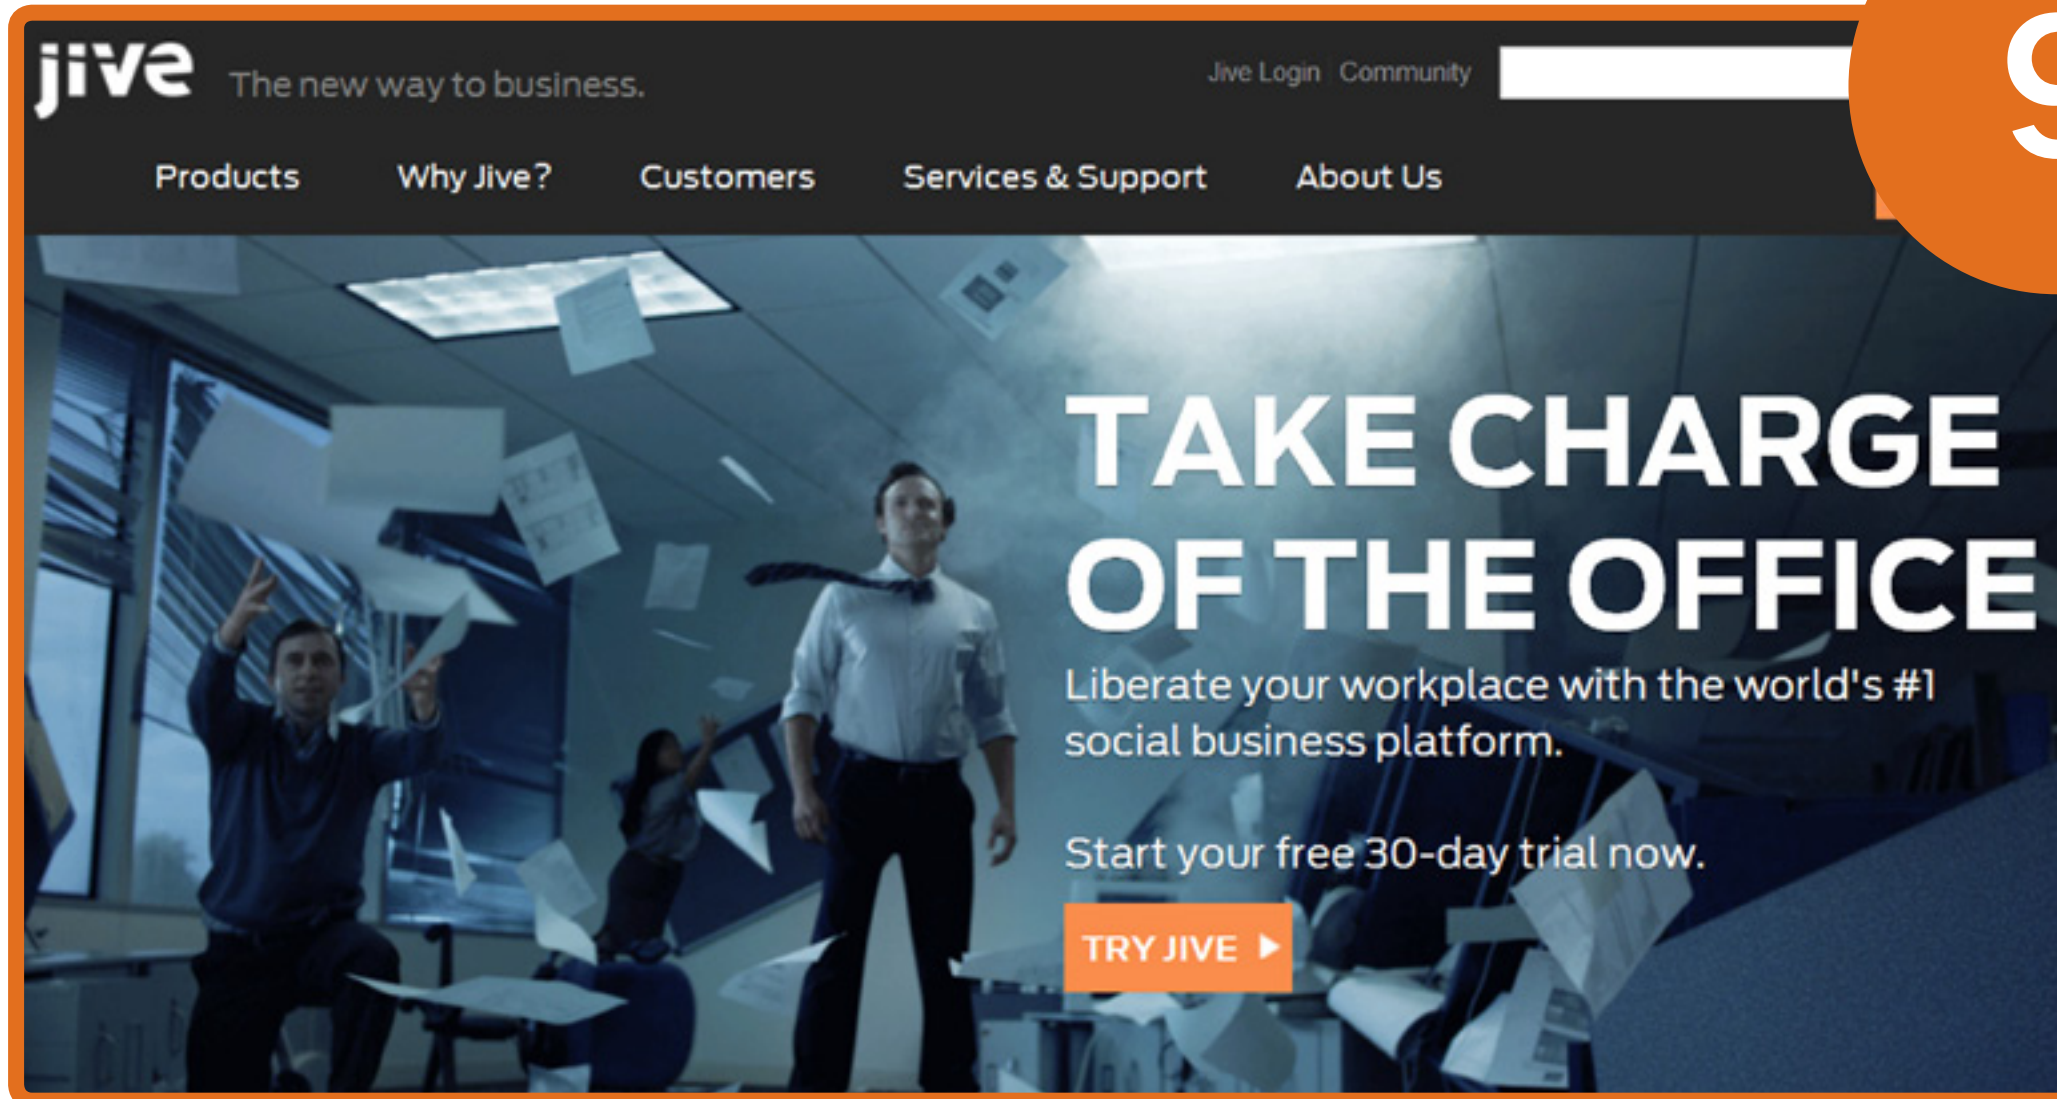 9
jive The new way to business.
Jive Login Community
Products Why Jive? Customers Services & Support About Us
TAKE CHARGE
OF THE OFFICE
Liberate your workplace with the world's #1
social business platform.
Start your free 30-day trial now.
TRY JIVE